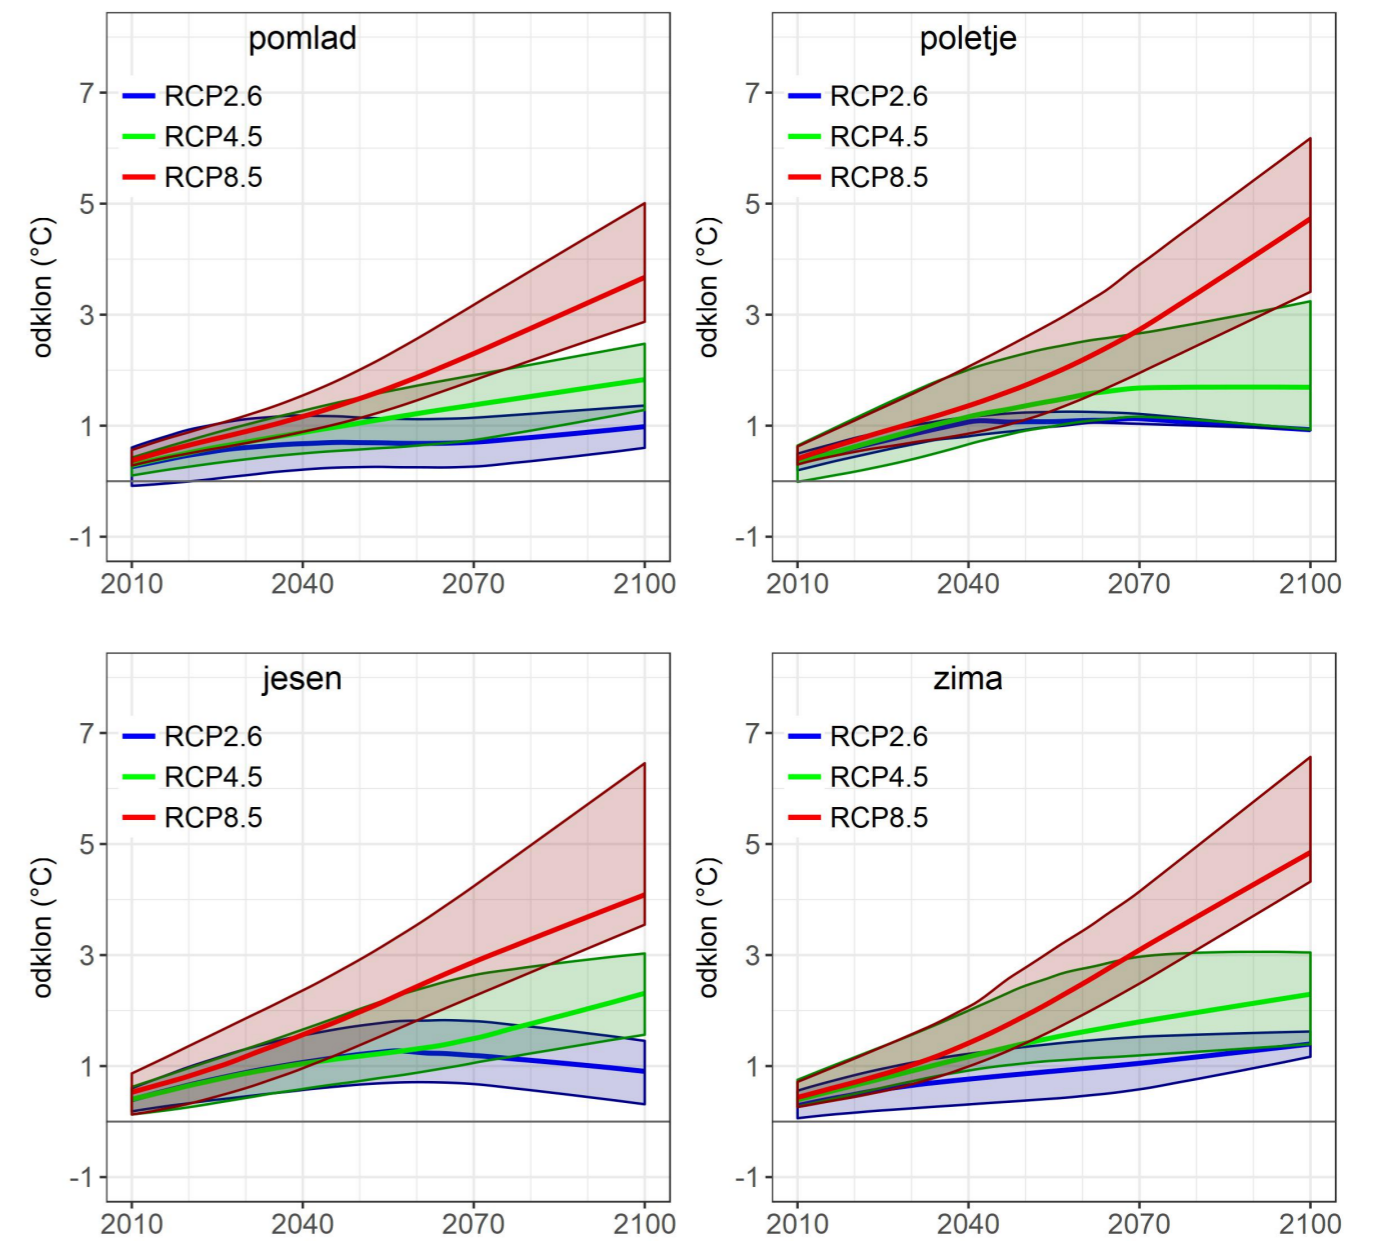 pomlad
7
RCP2.6
RCP4.5
RCP8.5
5
3
1
-1
odklon (°C)
2010 2040 2070 2100
poletje
7
RCP2.6
RCP4.5
RCP8.5
5
3
1
-1
odklon (°C)
2010 2040 2070 2100
jesen
7
RCP2.6
RCP4.5
RCP8.5
5
3
1
-1
odklon (°C)
2010 2040 2070 2100
zima
7
RCP2.6
RCP4.5
RCP8.5
5
3
1
-1
odklon (°C)
2010 2040 2070 2100